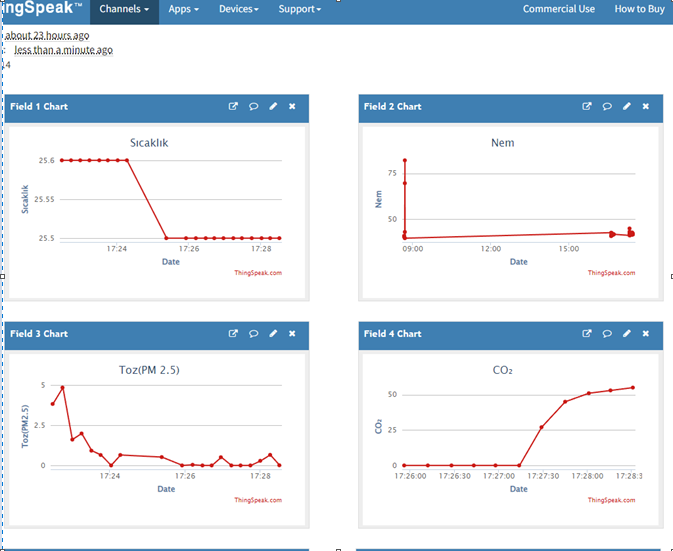 ingSpeak™ Channels Apps Devices Support Commercial Use How to Buy
about 23 hours ago
: less than a minute ago
4
Field 1 Chart
Sıcaklık
25.6
25.55
25.5
Sıcaklık
17:24 17:26 17:28
Date
ThingSpeak.com
Field 2 Chart
Nem
75
50
Nem
09:00 12:00 15:00
Date
ThingSpeak.com
Field 3 Chart
Toz(PM 2.5)
5
2.5
0
Toz(PM2.5)
17:24 17:26 17:28
Date
ThingSpeak.com
Field 4 Chart
CO₂
50
25
0
CO₂
17:26:00 17:26:30 17:27:00 17:27:30 17:28:00 17:28:3
Date
ThingSpeak.com